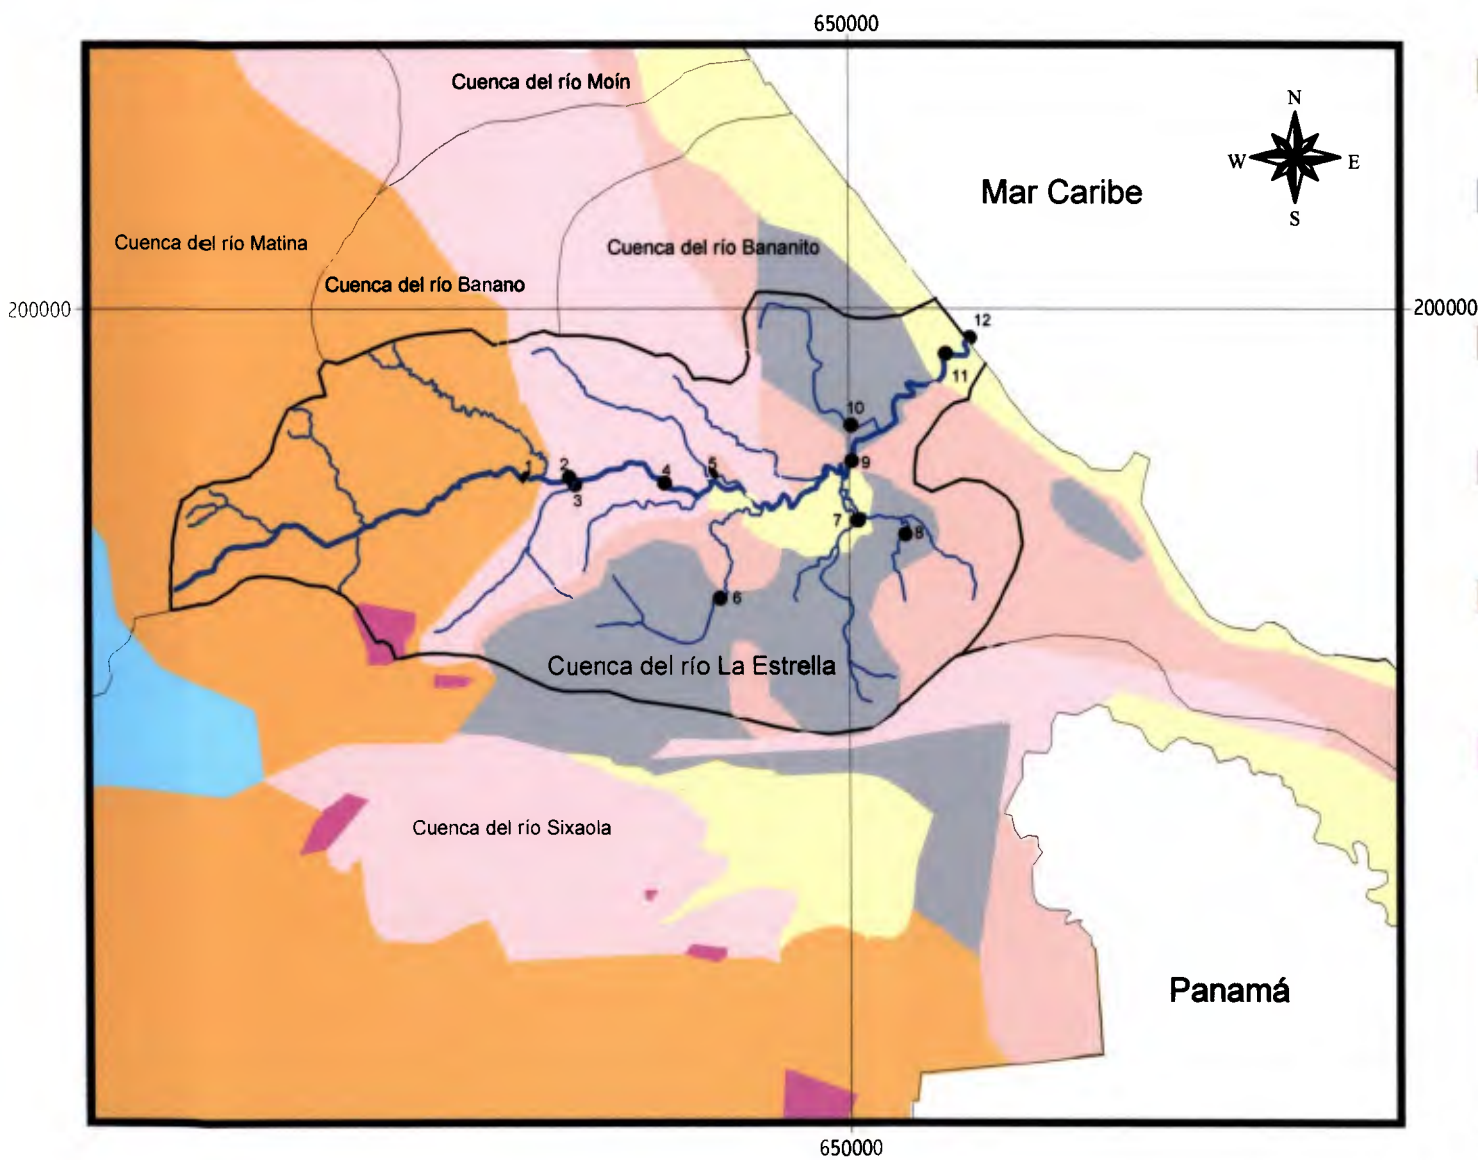 650000
Cuenca del río Moín
N
W
E
S
Mar Caribe
Cuenca del río Matina
Cuenca del río Bananito
Cuenca del río Banano
200000
200000
12
11
10
9
1
2
3
4
5
7
8
6
Cuenca del río La Estrella
Cuenca del río Sixaola
Panamá
650000